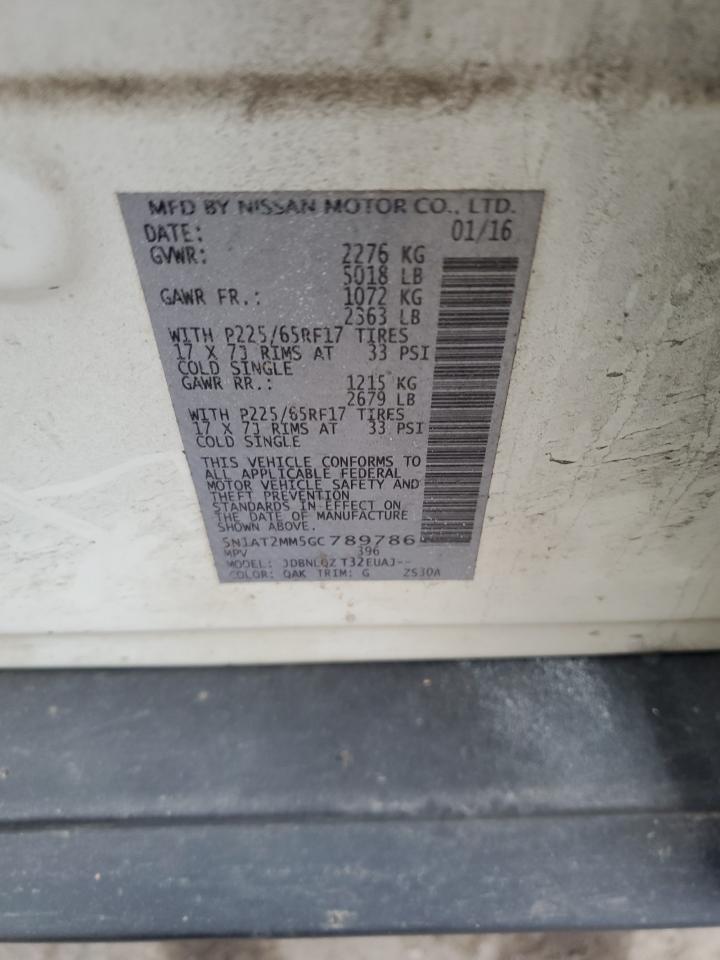 MFD BY NISSAN MOTOR CO., LTD.
DATE: 01/16
GVWR: 2276 KG
5018 LB
GAWR FR.: 1072 KG
2363 LB
WITH P225/65RF17 TIRES
17 X 7J RIMS AT 33 PSI
COLD SINGLE
GAWR RR.: 1215 KG
2679 LB
WITH P225/65RF17 TIRES
17 X 7J RIMS AT 33 PSI
COLD SINGLE
THIS VEHICLE CONFORMS TO
ALL APPLICABLE FEDERAL
MOTOR VEHICLE SAFETY AND
THEFT PREVENTION
STANDARDS IN EFFECT ON
THE DATE OF MANUFACTURE
SHOWN ABOVE.
5N1AT2MM5GC789786
MPV 396
MODEL: JDBNLQZ T32EUAJ--
COLOR: QAK TRIM: G ZS30A